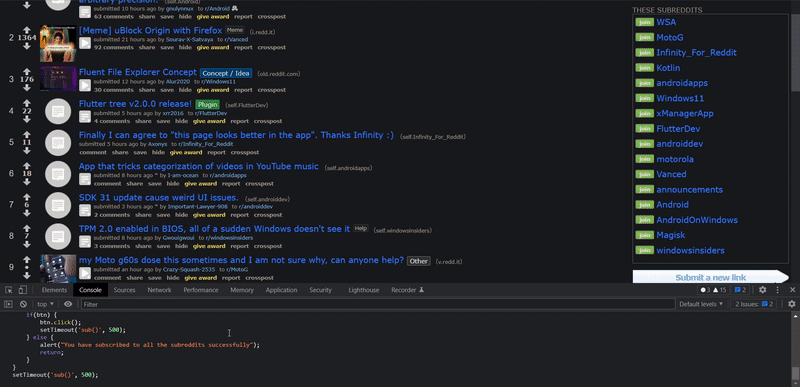 arbitrary precision. (self.Android)
submitted 10 hours ago by gnulynnux to r/Android
63 comments share save hide give award report crosspost
THESE SUBREDDITS
2 1364 [Meme] uBlock Origin with Firefox Meme (i.redd.it)
submitted 21 hours ago by Sourav-X-Satvaya to r/Vanced
92 comments share save hide give award report crosspost
3 176 Fluent File Explorer Concept Concept / Idea (old.reddit.com)
submitted 12 hours ago by Alur2020 to r/Windows11
30 comments share save hide give award report crosspost
4 22 Flutter tree v2.0.0 release! Plugin (self.FlutterDev)
submitted 5 hours ago by xrr2016 to r/FlutterDev
4 comments share save hide give award report crosspost
5 11 Finally I can agree to "this page looks better in the app". Thanks Infinity :) (self.Infinity_For_Reddit)
submitted 5 hours ago by Axonys to r/Infinity_For_Reddit
comment share save hide give award report crosspost
6 18 App that tricks categorization of videos in YouTube music (self.androidapps)
submitted 8 hours ago * by I-am-ocean to r/androidapps
comment share save hide give award report crosspost
7 6 SDK 31 update cause weird UI issues. (self.androiddev)
submitted 3 hours ago * by Important-Lawyer-908 to r/androiddev
2 comments share save hide give award report crosspost
8 7 TPM 2.0 enabled in BIOS, all of a sudden Windows doesn't see it Help (self.windowsinsiders)
submitted 8 hours ago by Gwouigwoui to r/windowsinsiders
3 comments share save hide give award report crosspost
9 • my Moto g60s dose this sometimes and I am not sure why, can anyone help? Other (v.redd.it)
submitted an hour ago by Crazy-Squash-2535 to r/MotoG
comment share save hide give award report crosspost
join WSA
join MotoG
join Infinity_For_Reddit
join Kotlin
join androidapps
join Windows11
join xManagerApp
join FlutterDev
join androiddev
join motorola
join Vanced
join announcements
join Android
join AndroidOnWindows
join Magisk
join windowsinsiders
Submit a new link
Elements Console Sources Network Performance Memory Application Security Lighthouse Recorder 3 15 2
top Filter Default levels 2 Issues: 2
if(btn) {
btn.click();
setTimeout('sub()', 500);
} else {
alert("You have subscribed to all the subreddits successfully");
return;
}
}
setTimeout('sub()', 500);